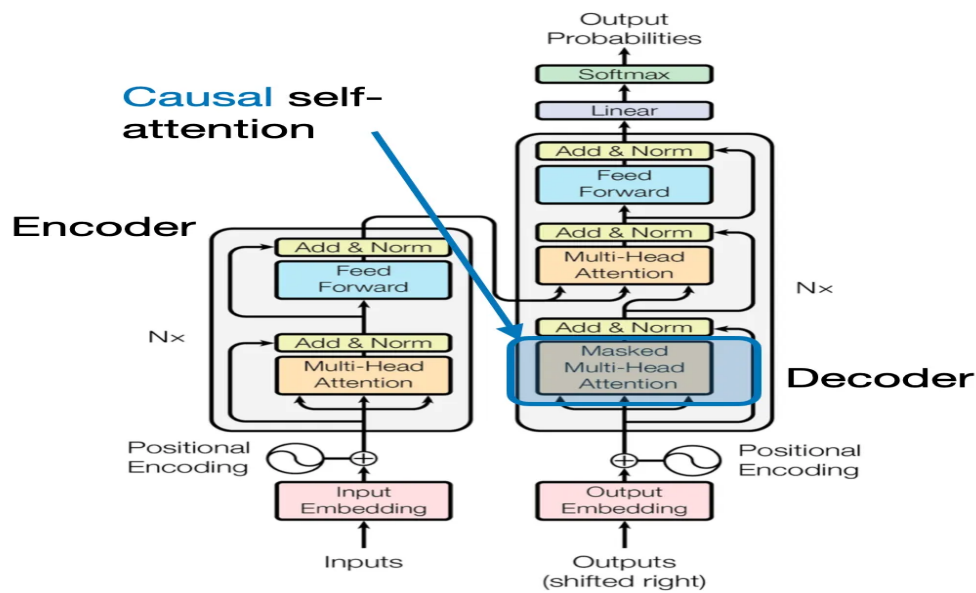 Output
Probabilities
Softmax
Linear
Causal self-
attention
Add & Norm
Feed
Forward
Encoder
Add & Norm
Add & Norm
Feed
Forward
Multi-Head
Attention
Nx
Nx
Add & Norm
Add & Norm
Multi-Head
Attention
Masked
Multi-Head
Attention
Decoder
Positional
Encoding
Positional
Encoding
Input
Embedding
Output
Embedding
Inputs
Outputs
(shifted right)